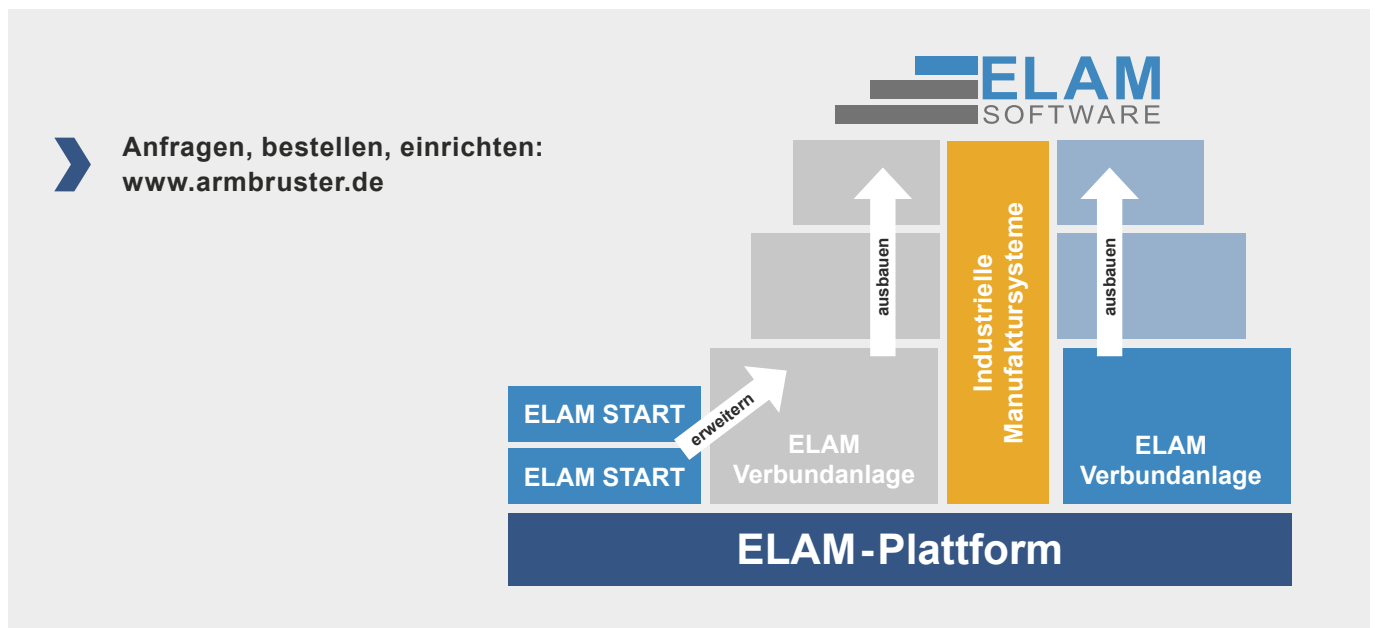 Anfragen, bestellen, einrichten:
www.armbruster.de
ELAM
SOFTWARE
ausbauen
Industrielle
Manufaktursysteme
ausbauen
ELAM START
ELAM START
erweitern
ELAM
Verbundanlage
ELAM
Verbundanlage
ELAM-Plattform